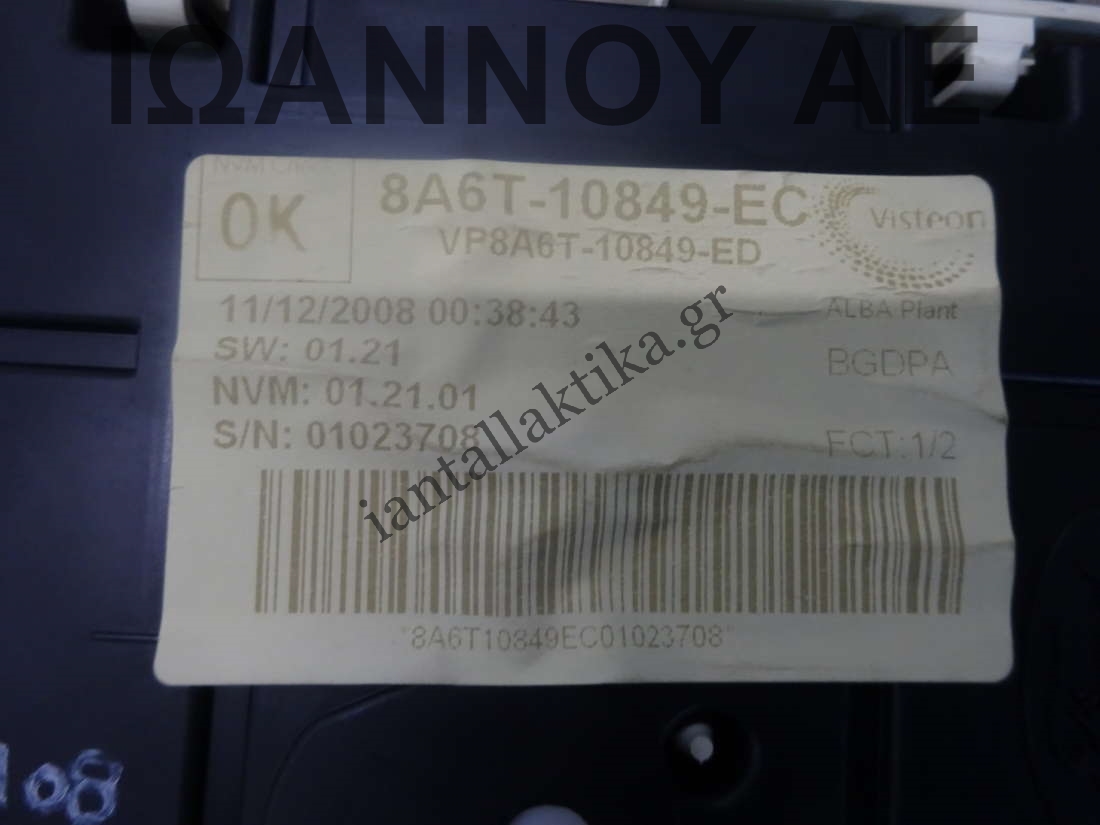 ΙΩΑΝΝΟΥ ΑΕ
OK
8A6T-10849-EC
VP8A6T-10849-ED
Visteon
11/12/2008 00:38:43
ALBA Plant
SW: 01.21
BGDPA
NVM: 01.21.01
S/N: 01023708
FCT:1/2
iantallaktika.gr
"8A6T10849EC01023708"